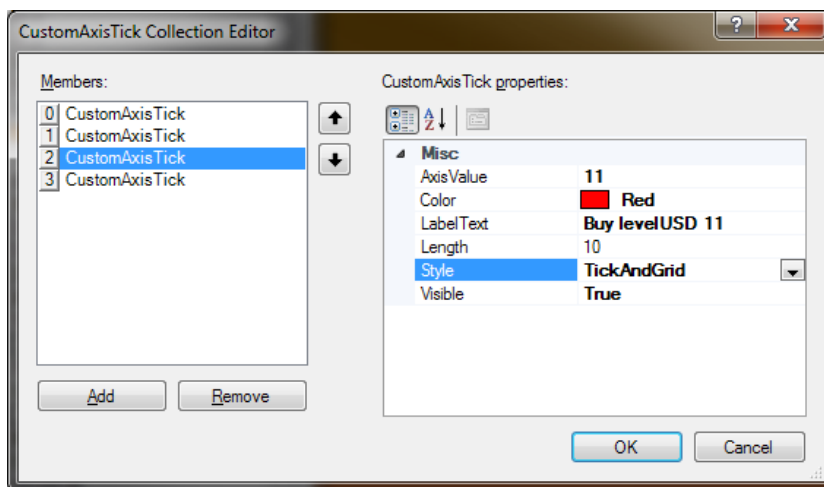 CustomAxisTick Collection Editor
?
X
Members:
0 CustomAxisTick
1 CustomAxisTick
2 CustomAxisTick
3 CustomAxisTick
Add
Remove
CustomAxisTick properties:
A
Z
Misc
AxisValue 11
Color Red
LabelText Buy levelUSD 11
Length 10
Style TickAndGrid
Visible True
OK
Cancel